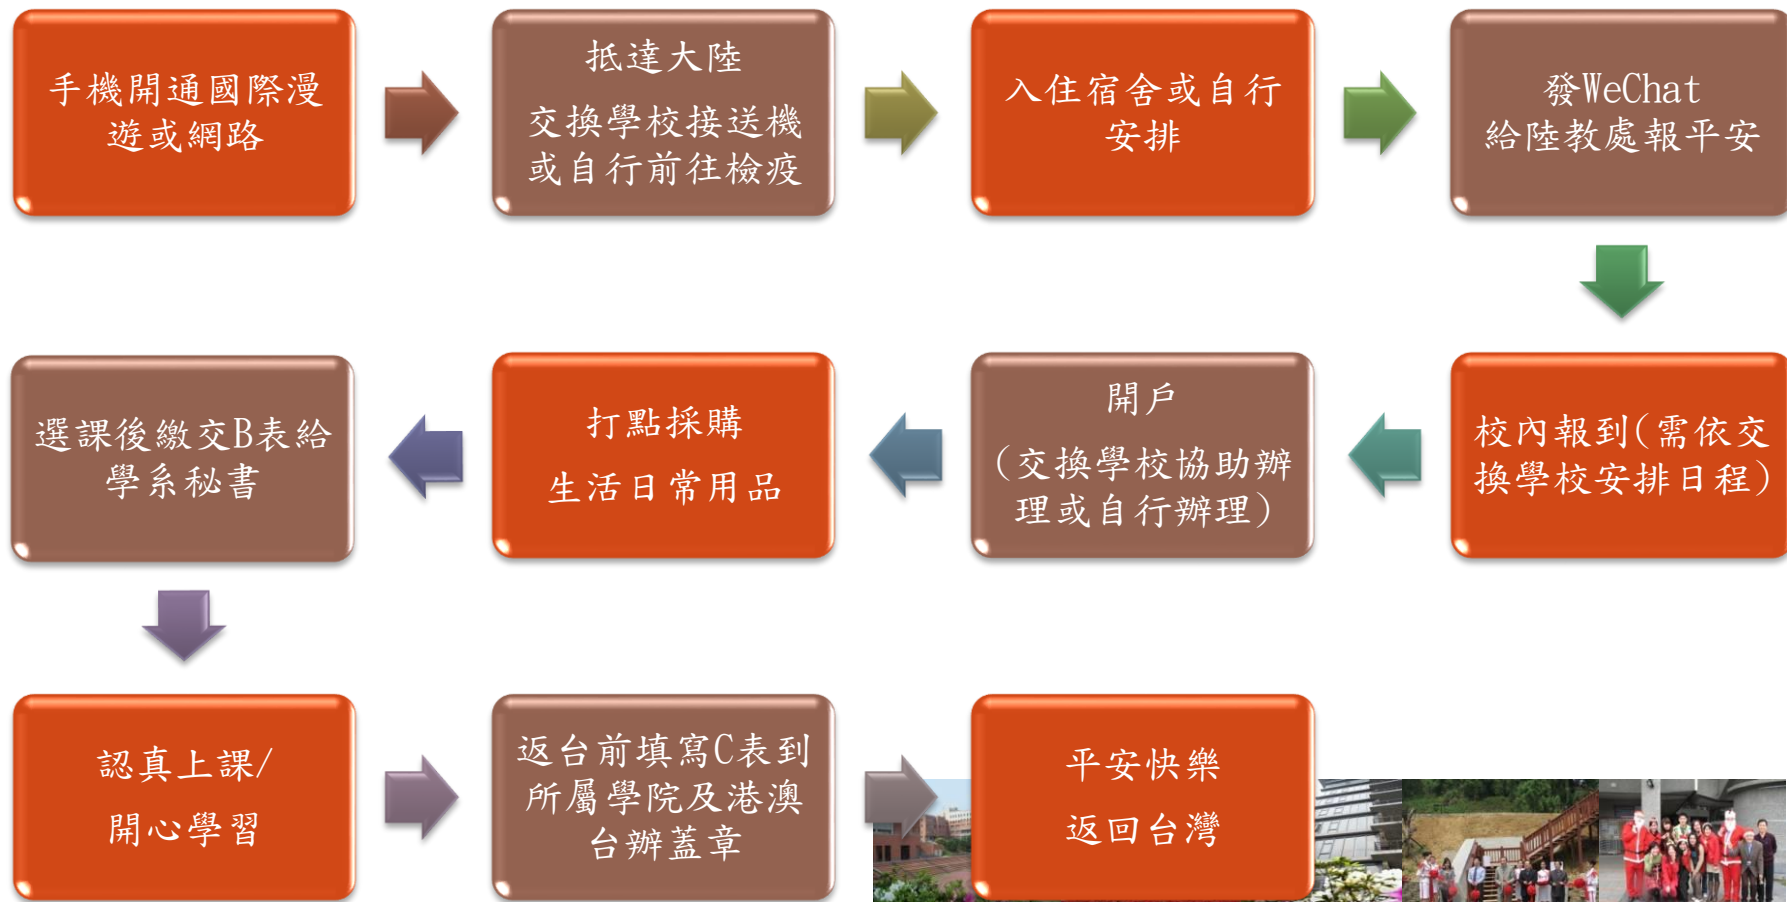 手機開通國際漫
遊或網路
抵達大陸
交換學校接送機
或自行前往檢疫
入住宿舍或自行
安排
發WeChat
給陸教處報平安
校內報到(需依交
換學校安排日程)
開戶
(交換學校協助辦
理或自行辦理)
打點採購
生活日常用品
選課後繳交B表給
學系秘書
認真上課/
開心學習
返台前填寫C表到
所屬學院及港澳
台辦蓋章
平安快樂
返回台灣